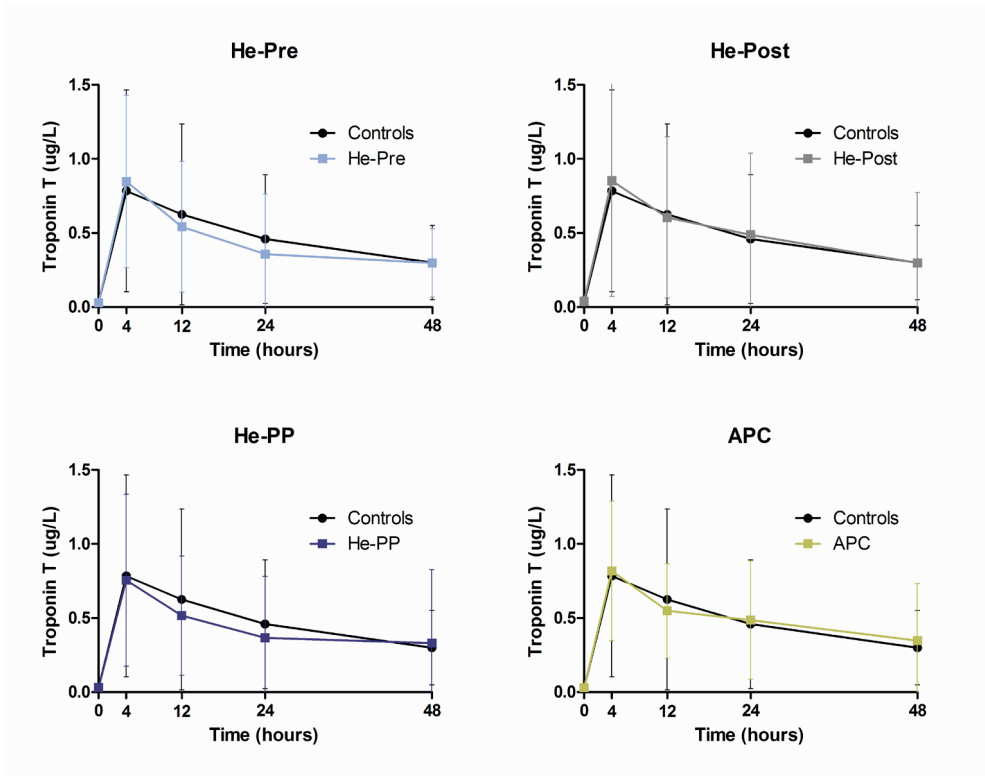 He-Pre
1.5
1.0
0.5
0.0
Troponin T (ug/L)
Controls
He-Pre
0 4 12 24 48
Time (hours)
He-Post
1.5
1.0
0.5
0.0
Troponin T (ug/L)
Controls
He-Post
0 4 12 24 48
Time (hours)
He-PP
1.5
1.0
0.5
0.0
Troponin T (ug/L)
Controls
He-PP
0 4 12 24 48
Time (hours)
APC
1.5
1.0
0.5
0.0
Troponin T (ug/L)
Controls
APC
0 4 12 24 48
Time (hours)